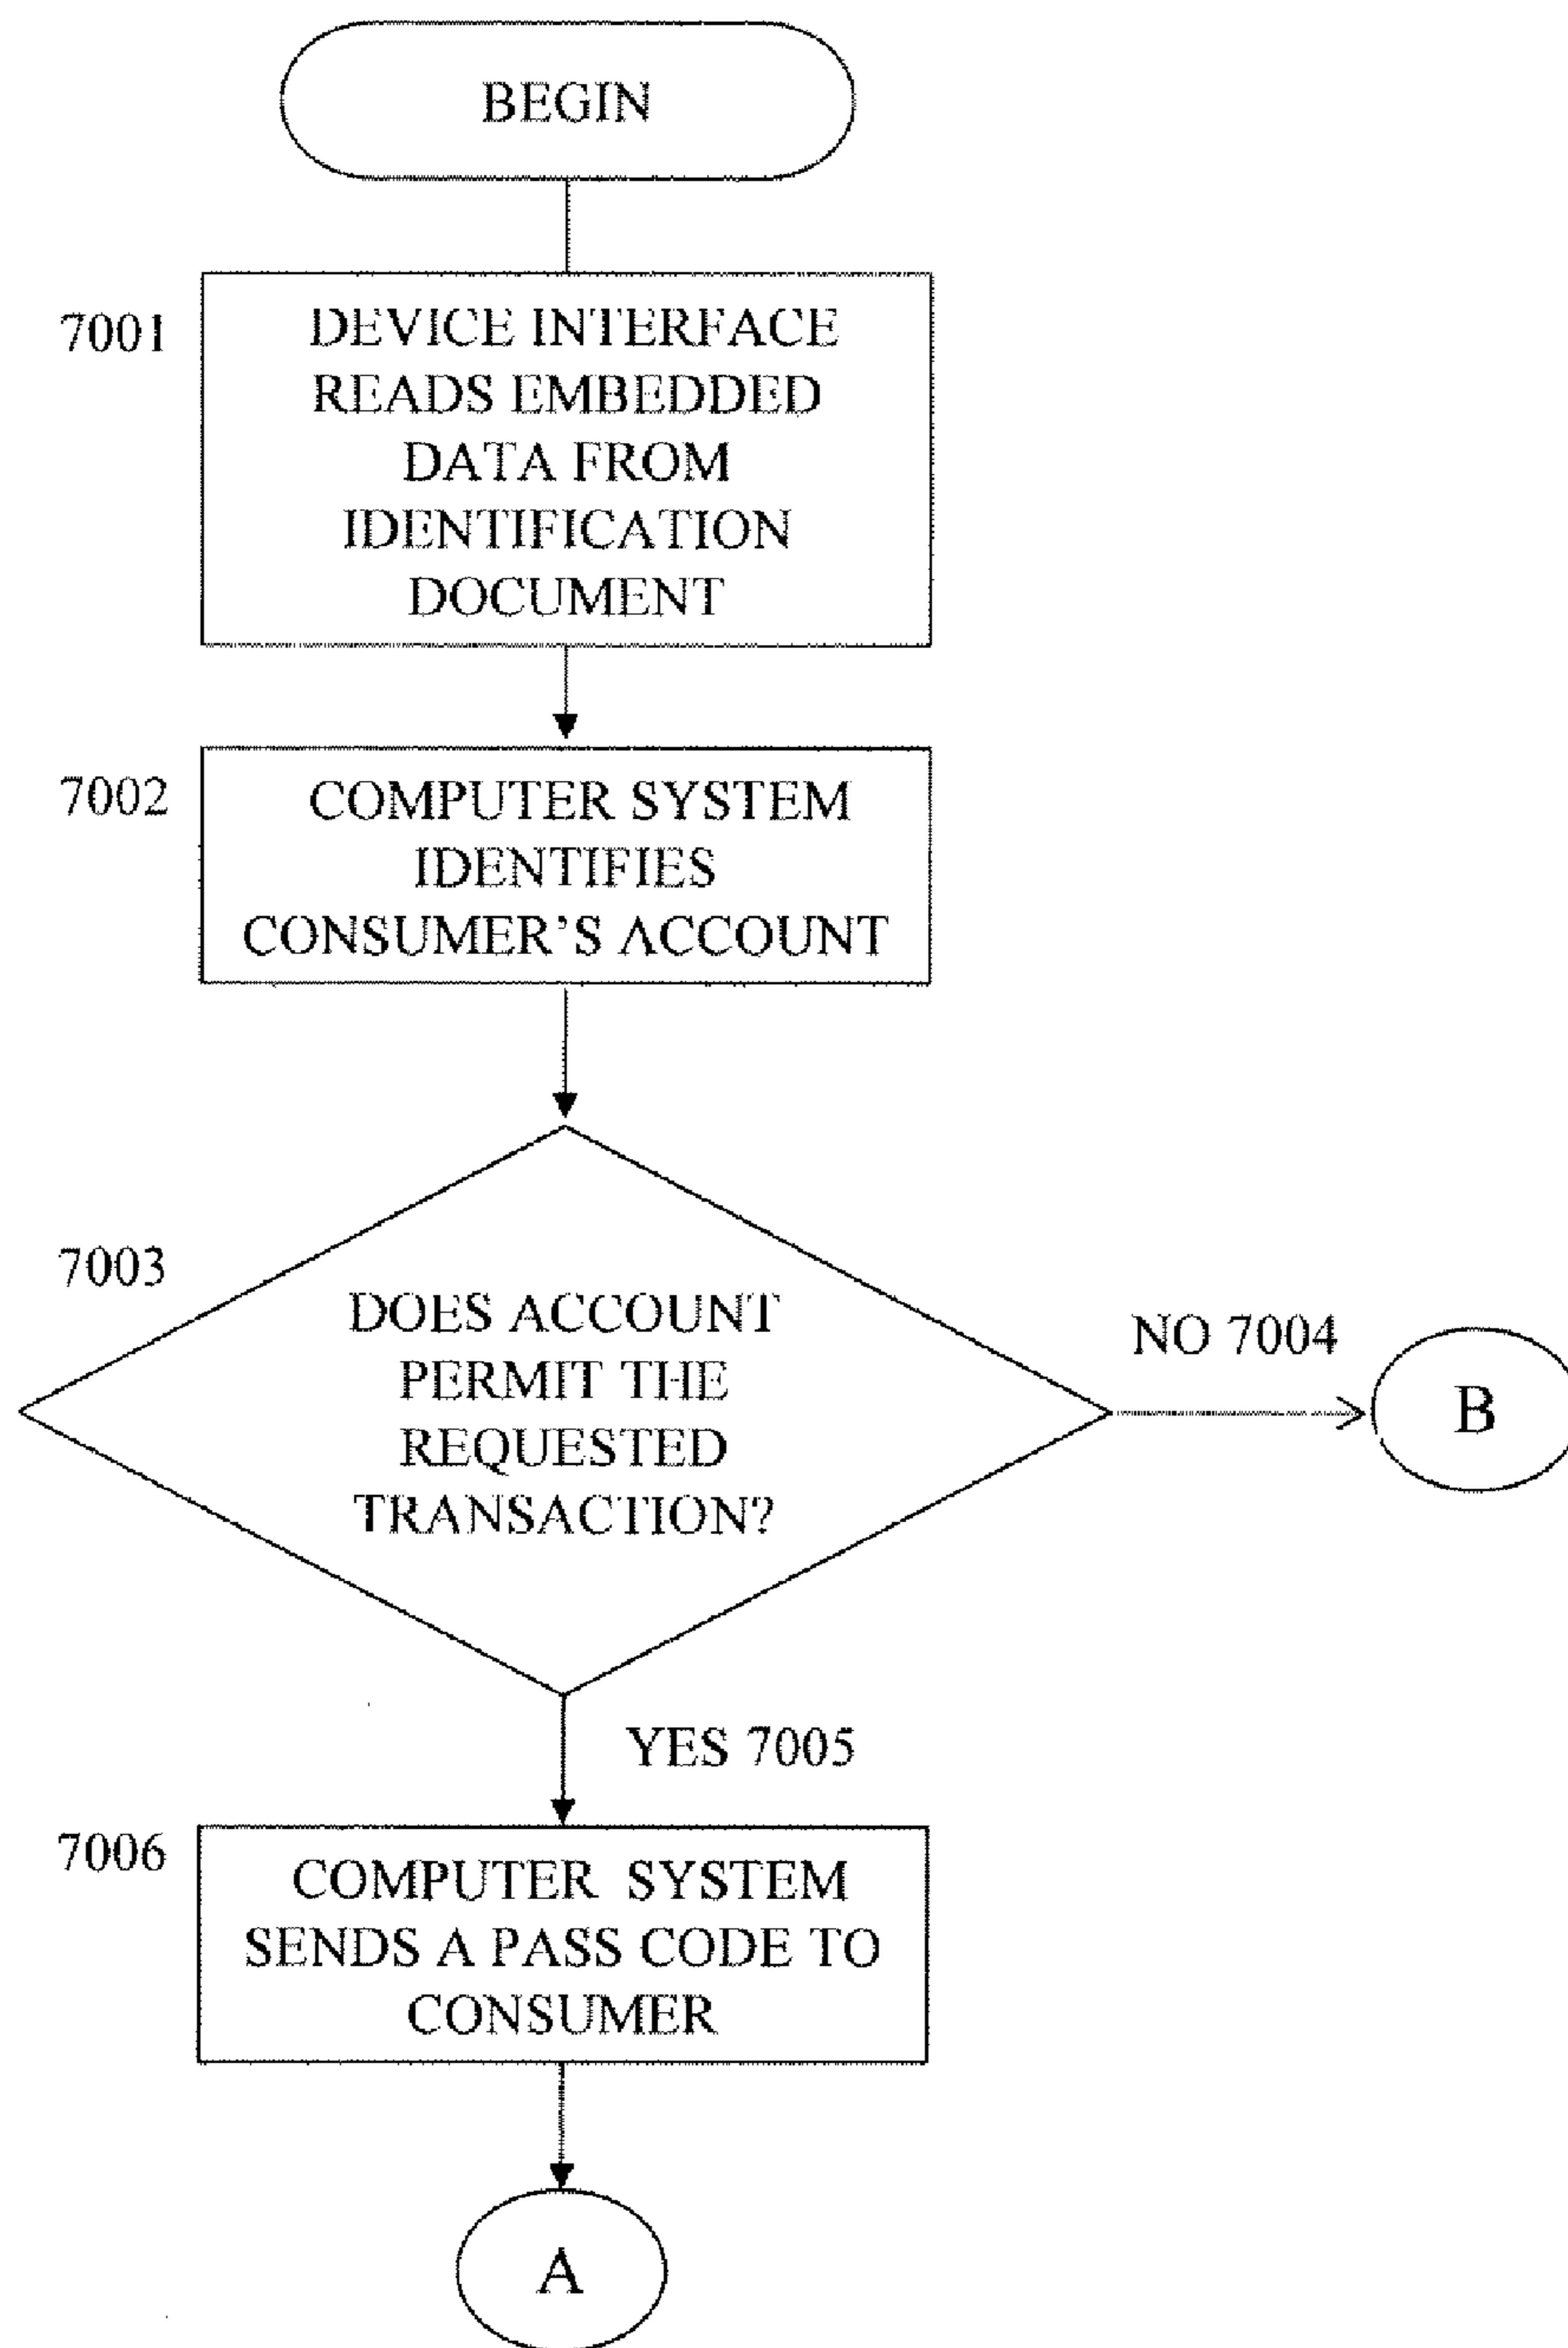 BEGIN
7001
DEVICE INTERFACE
READS EMBEDDED
DATA FROM
IDENTIFICATION
DOCUMENT
7002
COMPUTER SYSTEM
IDENTIFIES
CONSUMER'S ACCOUNT
7003
DOES ACCOUNT
PERMIT THE
REQUESTED
TRANSACTION?
NO 7004
B
YES 7005
7006
COMPUTER SYSTEM
SENDS A PASS CODE TO
CONSUMER
A